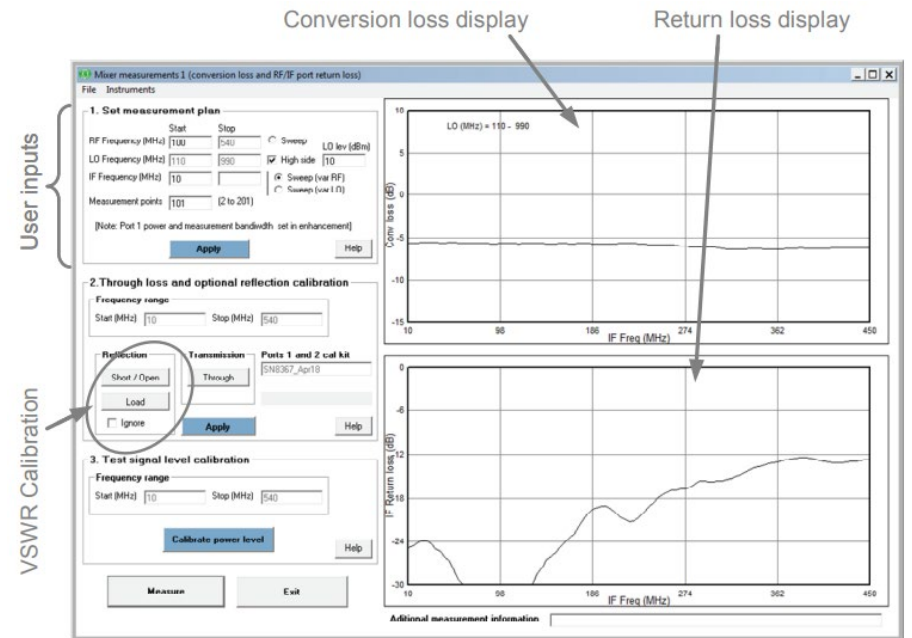 Conversion loss display
Return loss display
Mixer measurements 1 (conversion loss and RF/IF port return loss)
File Instruments
User inputs
1. Set measurement plan
Start Stop
RF Frequency (MHz) 100 540 Sweep LO lev (dBm)
LO Frequency (MHz) 110 990 High side 10
IF Frequency (MHz) 10 Sweep (var RF)
Sweep (var LO)
Measurement points 101 (2 to 201)
[Note: Port 1 power and measurement bandwidth set in enhancement]
Apply Help
VSWR Calibration
2.Through loss and optional reflection calibration
Frequency range
Start (MHz) 10 Stop (MHz) 540
Reflection Transmission Ports 1 and 2 cal kit
Short / Open Through SN8367_Apr18
Load
Ignore Apply Help
3. Test signal level calibration
Frequency range
Start (MHz) 10 Stop (MHz) 540
Calibrate power level
Help
Measure Exit
LO (MHz) = 110 - 990
Conv loss (dB)
10
5
0
-5
-10
-15
10 98 186 274 362 450
IF Freq (MHz)
IF Return loss (dB)
0
-6
-12
-18
-24
-30
10 98 186 274 362 450
IF Freq (MHz)
Aditional measurement information